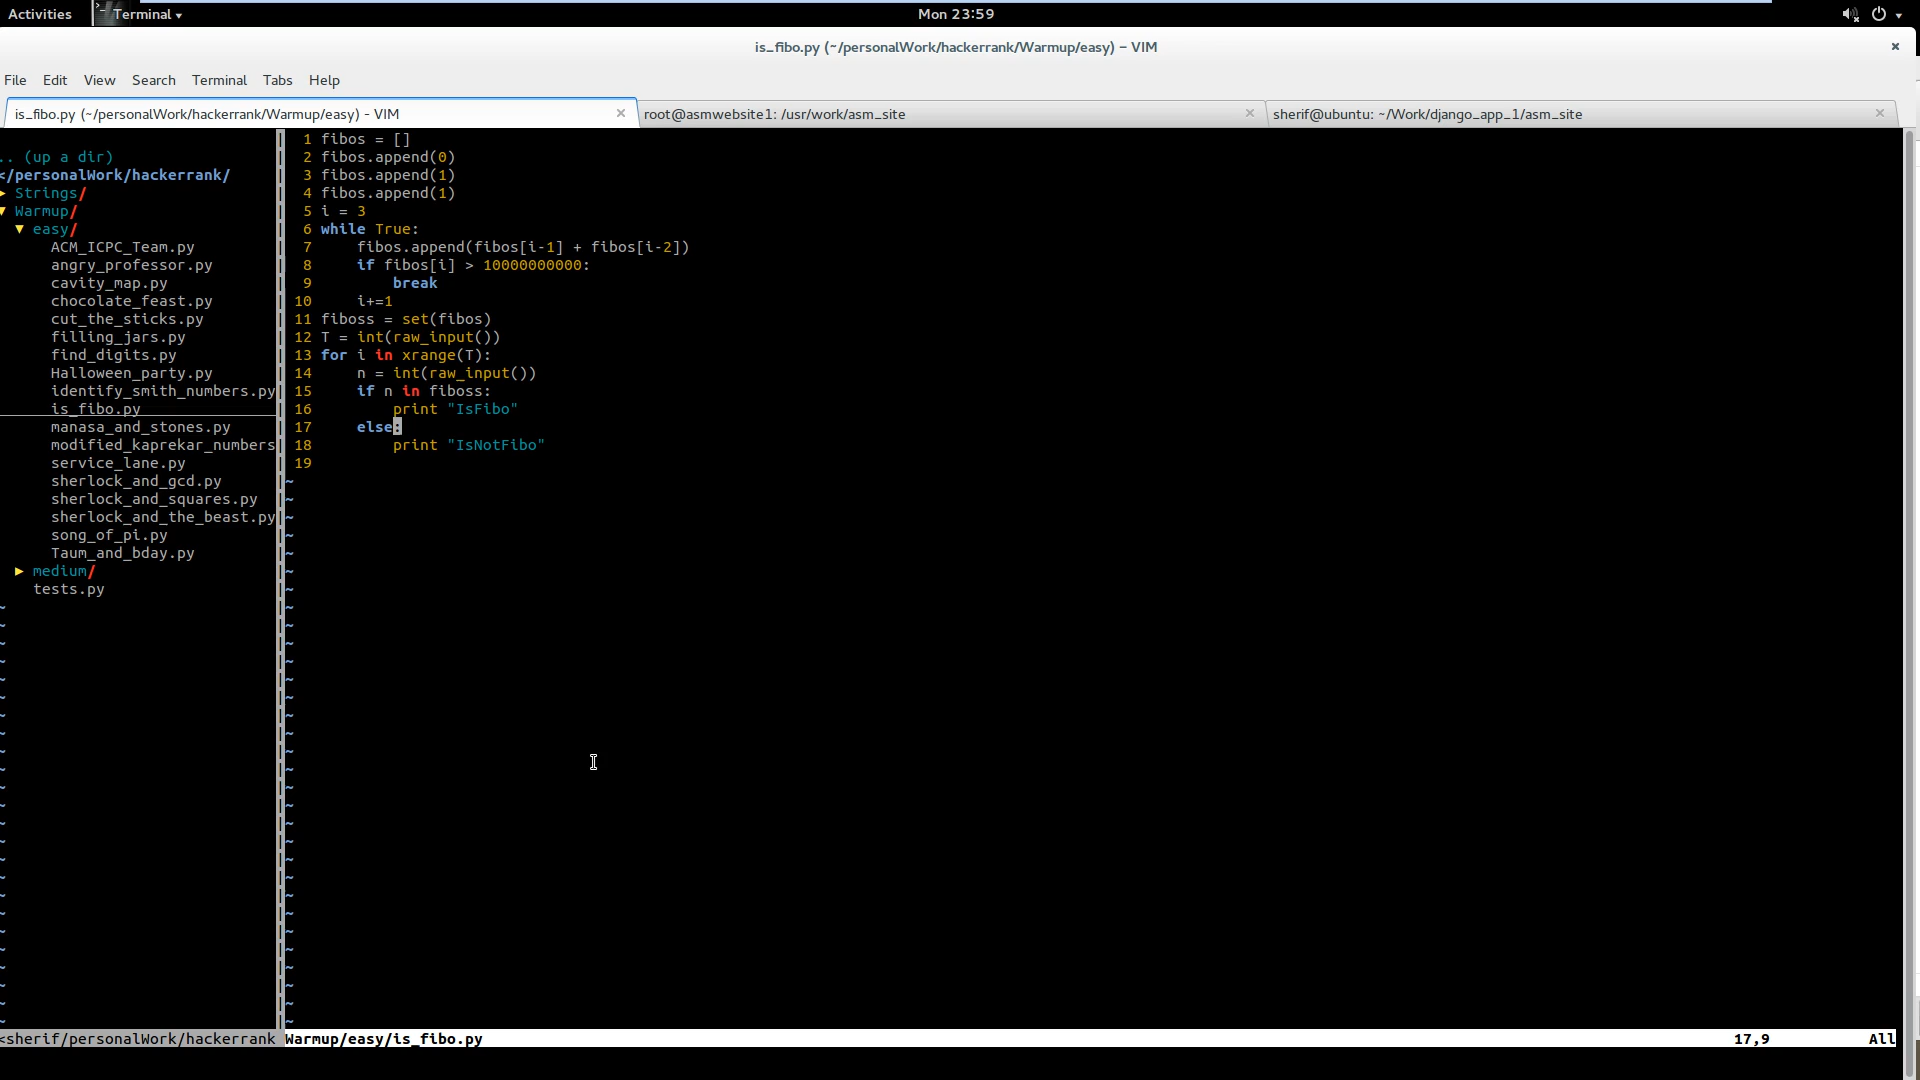 Activities Terminal Mon 23:59
is_fibo.py (~/personalWork/hackerrank/Warmup/easy) – VIM
File Edit View Search Terminal Tabs Help
is_fibo.py (~/personalWork/hackerrank/Warmup/easy) - VIM
root@asmwebsite1: /usr/work/asm_site
sherif@ubuntu: ~/Work/django_app_1/asm_site
.. (up a dir)
</personalWork/hackerrank/
▶ Strings/
▼ Warmup/
▼ easy/
ACM_ICPC_Team.py
angry_professor.py
cavity_map.py
chocolate_feast.py
cut_the_sticks.py
filling_jars.py
find_digits.py
Halloween_party.py
identify_smith_numbers.py
is_fibo.py
manasa_and_stones.py
modified_kaprekar_numbers
service_lane.py
sherlock_and_gcd.py
sherlock_and_squares.py
sherlock_and_the_beast.py
song_of_pi.py
Taum_and_bday.py
▶ medium/
tests.py
1 fibos = []
2 fibos.append(0)
3 fibos.append(1)
4 fibos.append(1)
5 i = 3
6 while True:
7     fibos.append(fibos[i-1] + fibos[i-2])
8     if fibos[i] > 10000000000:
9         break
10     i+=1
11 fiboss = set(fibos)
12 T = int(raw_input())
13 for i in xrange(T):
14     n = int(raw_input())
15     if n in fiboss:
16         print "IsFibo"
17     else:
18         print "IsNotFibo"
19
<sherif/personalWork/hackerrank Warmup/easy/is_fibo.py 17,9 All